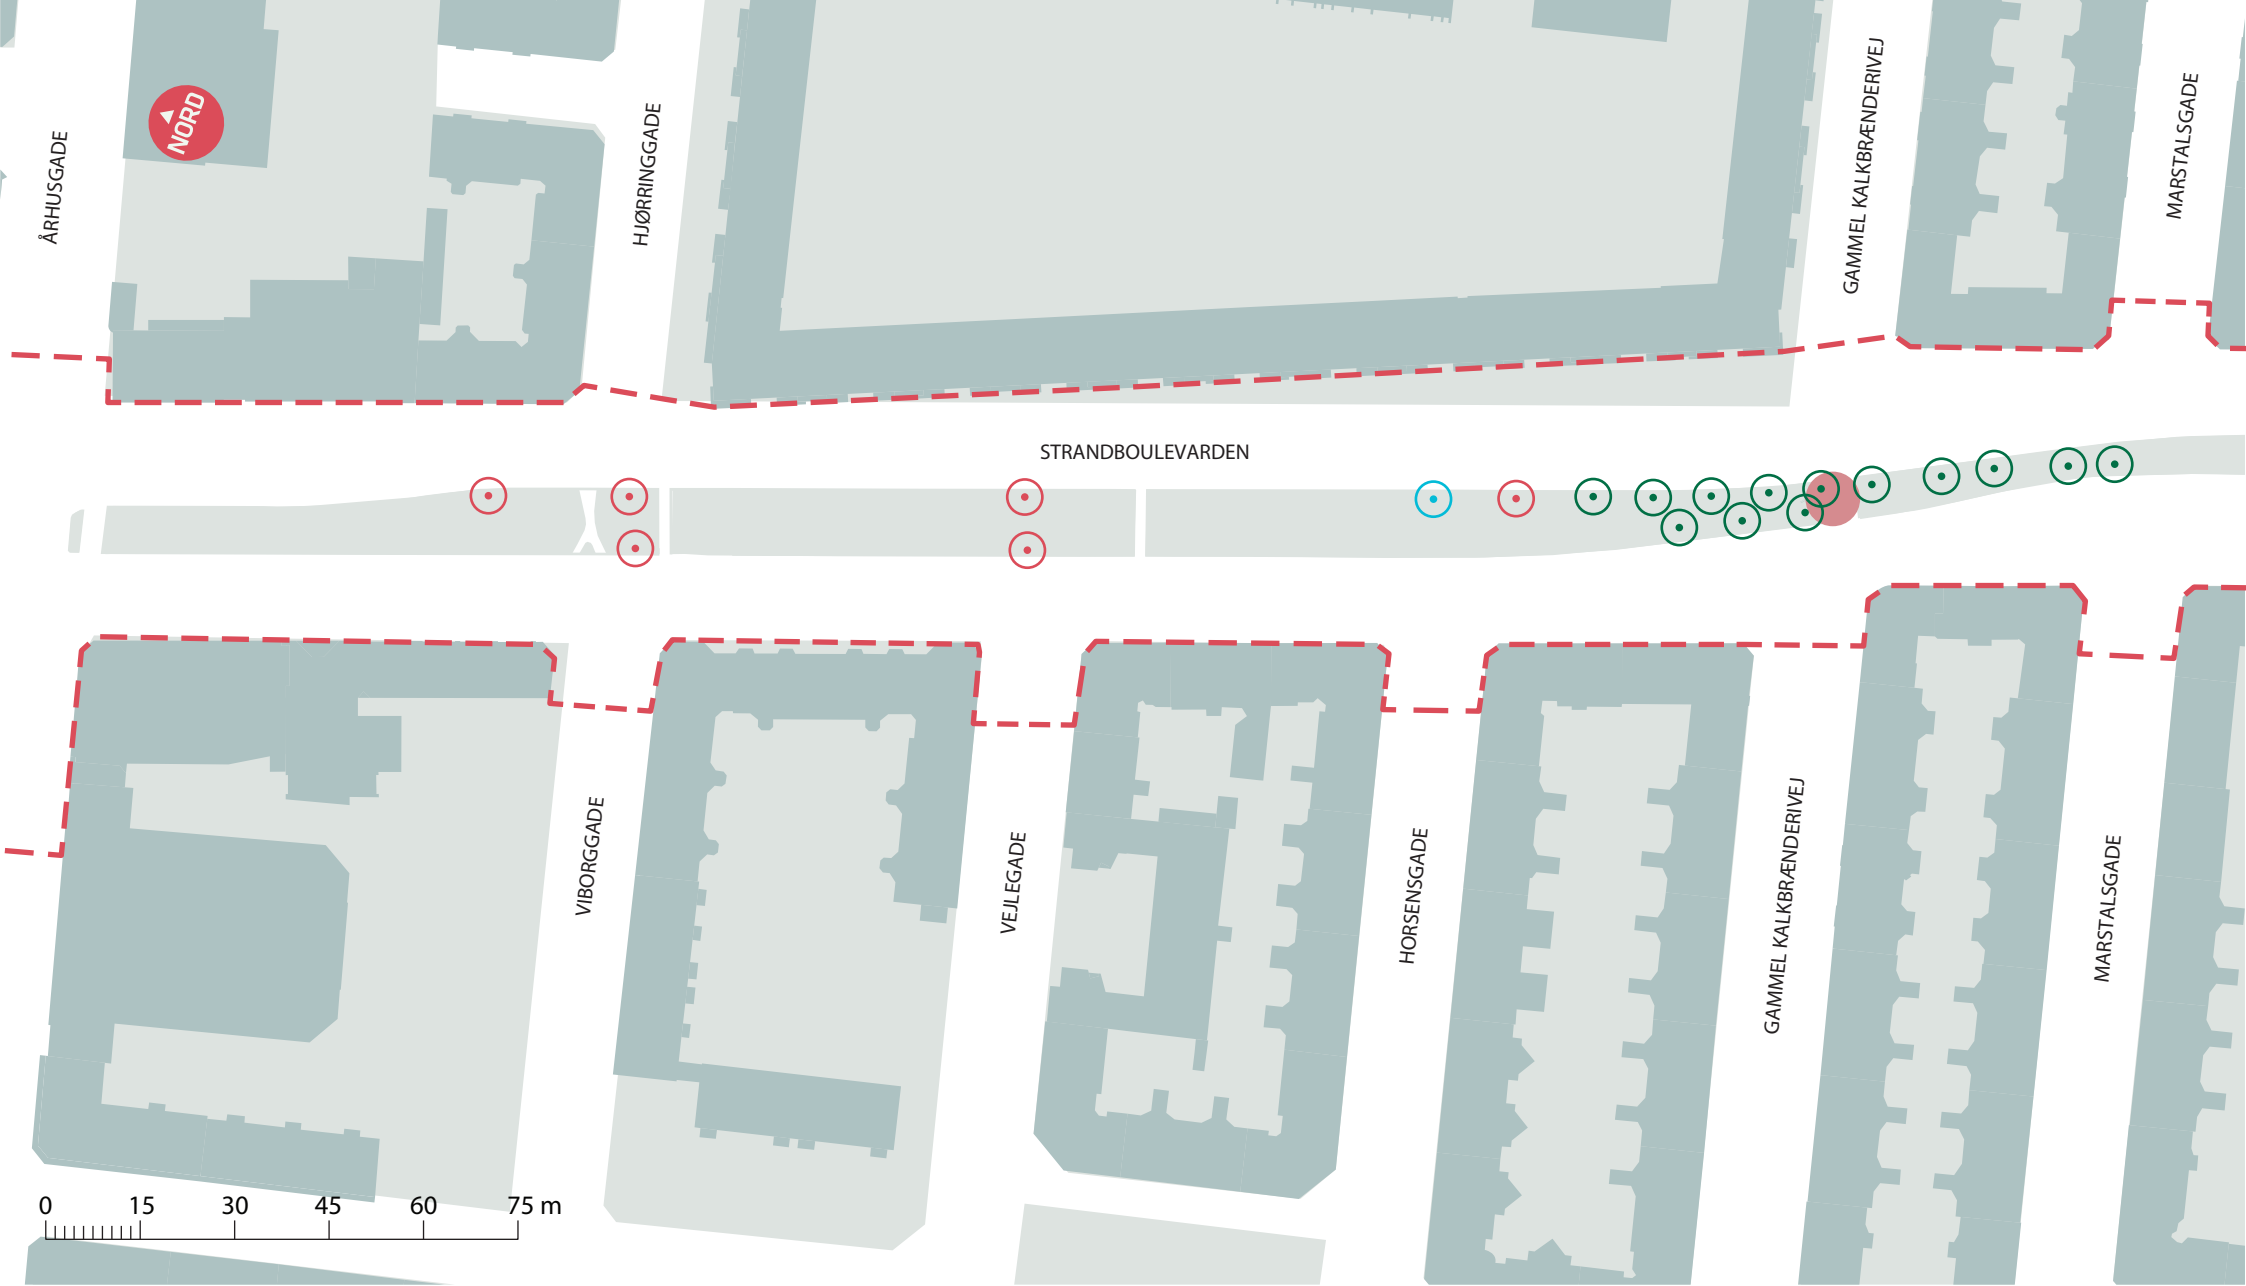 NORD
ÅRHUSGADE
HJØRRINGGADE
GAMMEL KALKBRÆNDERIVEJ
MARSTALSGADE
STRANDBOULEVARDEN
VIBORGGADE
VEJLEGADE
HORSENSGADE
GAMMEL KALKBRÆNDERIVEJ
MARSTALSGADE
0 15 30 45 60 75 m